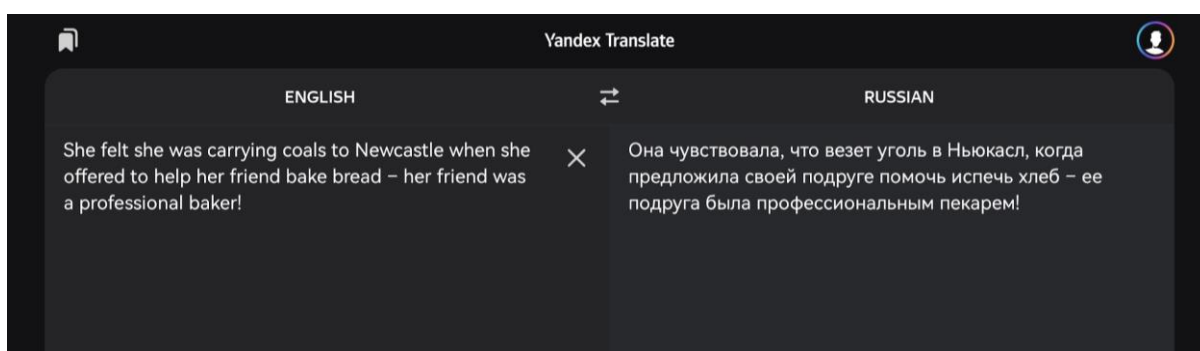 Yandex Translate
ENGLISH
RUSSIAN
She felt she was carrying coals to Newcastle when she
offered to help her friend bake bread – her friend was
a professional baker!
Она чувствовала, что везет уголь в Ньюкасл, когда
предложила своей подруге помочь испечь хлеб – ее
подруга была профессиональным пекарем!